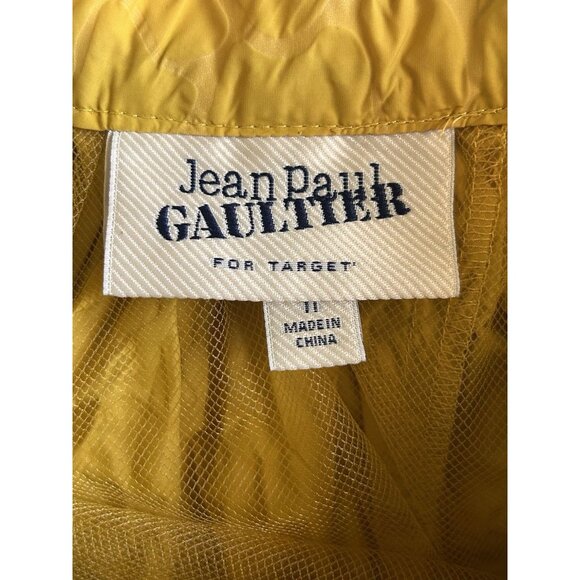 Jean Paul
GAULTIER
FOR TARGET
11
MADE IN
CHINA